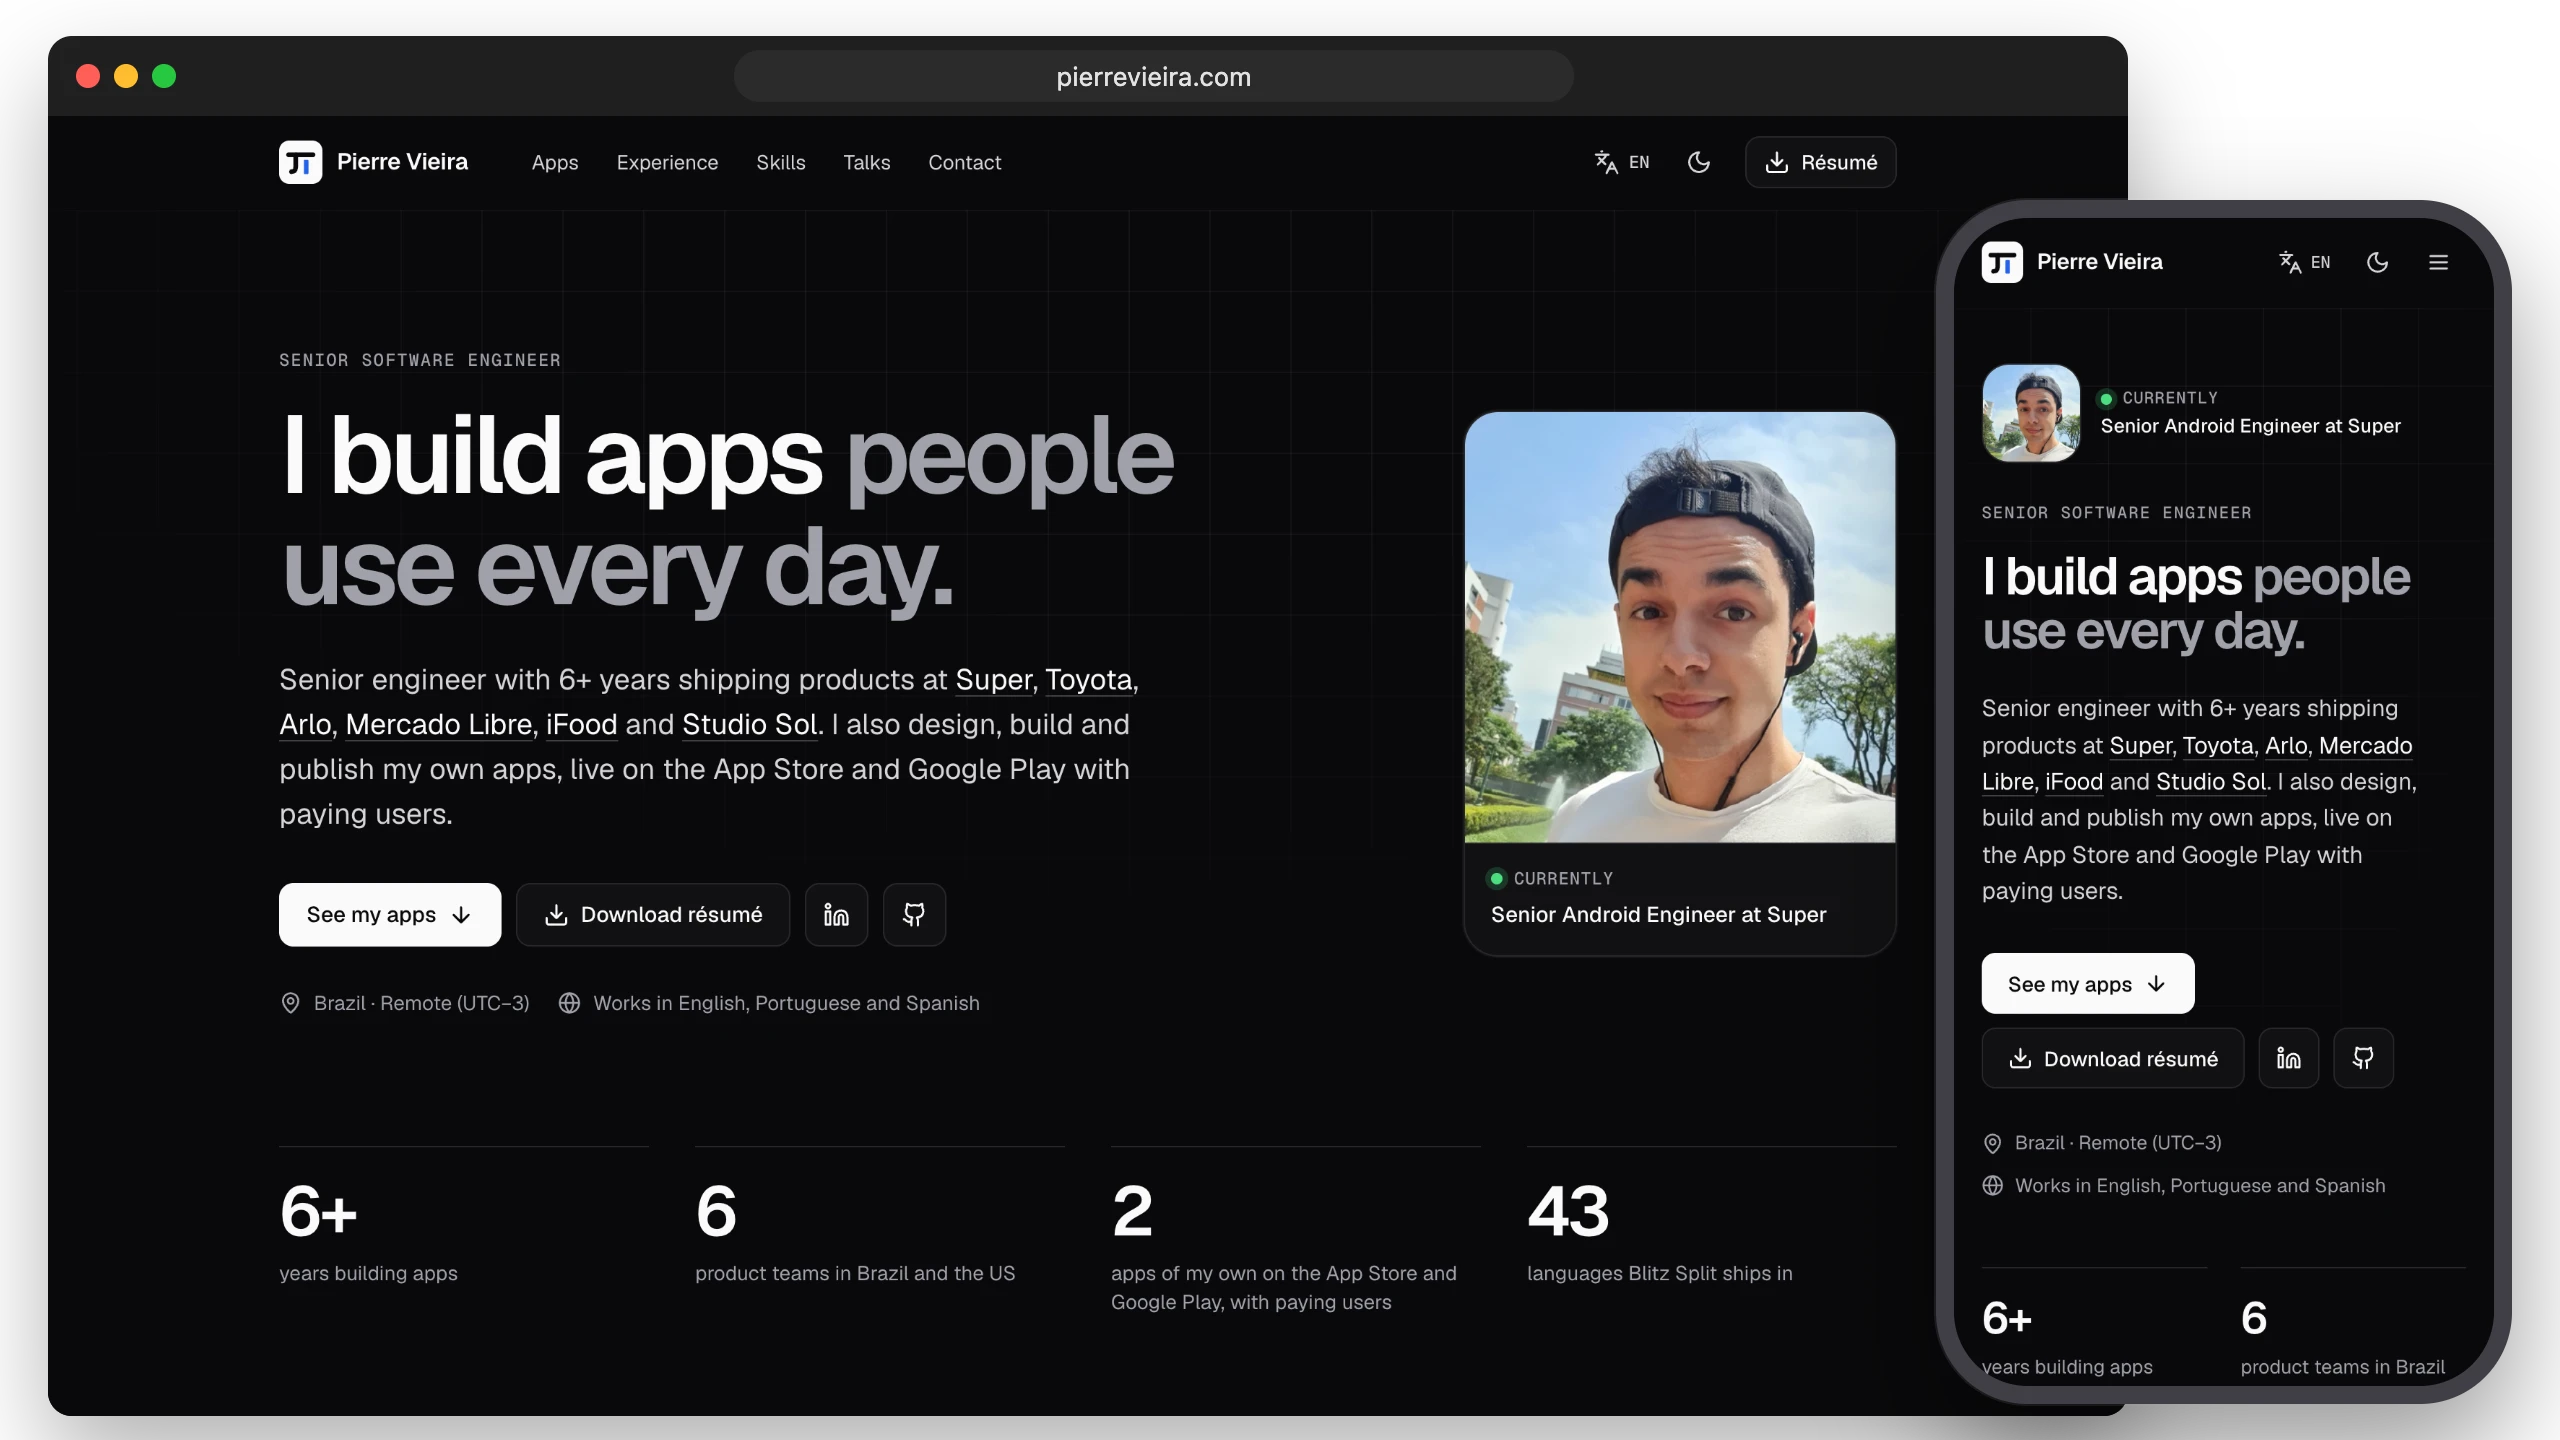 pierrevieira.com
Pierre Vieira
Apps
Experience
Skills
Talks
Contact
EN
Résumé
SENIOR SOFTWARE ENGINEER
I build apps people
use every day.
Senior engineer with 6+ years shipping products at Super, Toyota,
Arlo, Mercado Libre, iFood and Studio Sol. I also design, build and
publish my own apps, live on the App Store and Google Play with
paying users.
See my apps
Download résumé
Brazil · Remote (UTC−3)
Works in English, Portuguese and Spanish
CURRENTLY
Senior Android Engineer at Super
6+
years building apps
6
product teams in Brazil and the US
2
apps of my own on the App Store and
Google Play, with paying users
43
languages Blitz Split ships in
Pierre Vieira
EN
CURRENTLY
Senior Android Engineer at Super
SENIOR SOFTWARE ENGINEER
I build apps people
use every day.
Senior engineer with 6+ years shipping
products at Super, Toyota, Arlo, Mercado
Libre, iFood and Studio Sol. I also design,
build and publish my own apps, live on
the App Store and Google Play with
paying users.
See my apps
Download résumé
Brazil · Remote (UTC−3)
Works in English, Portuguese and Spanish
6+
years building apps
6
product teams in Brazil